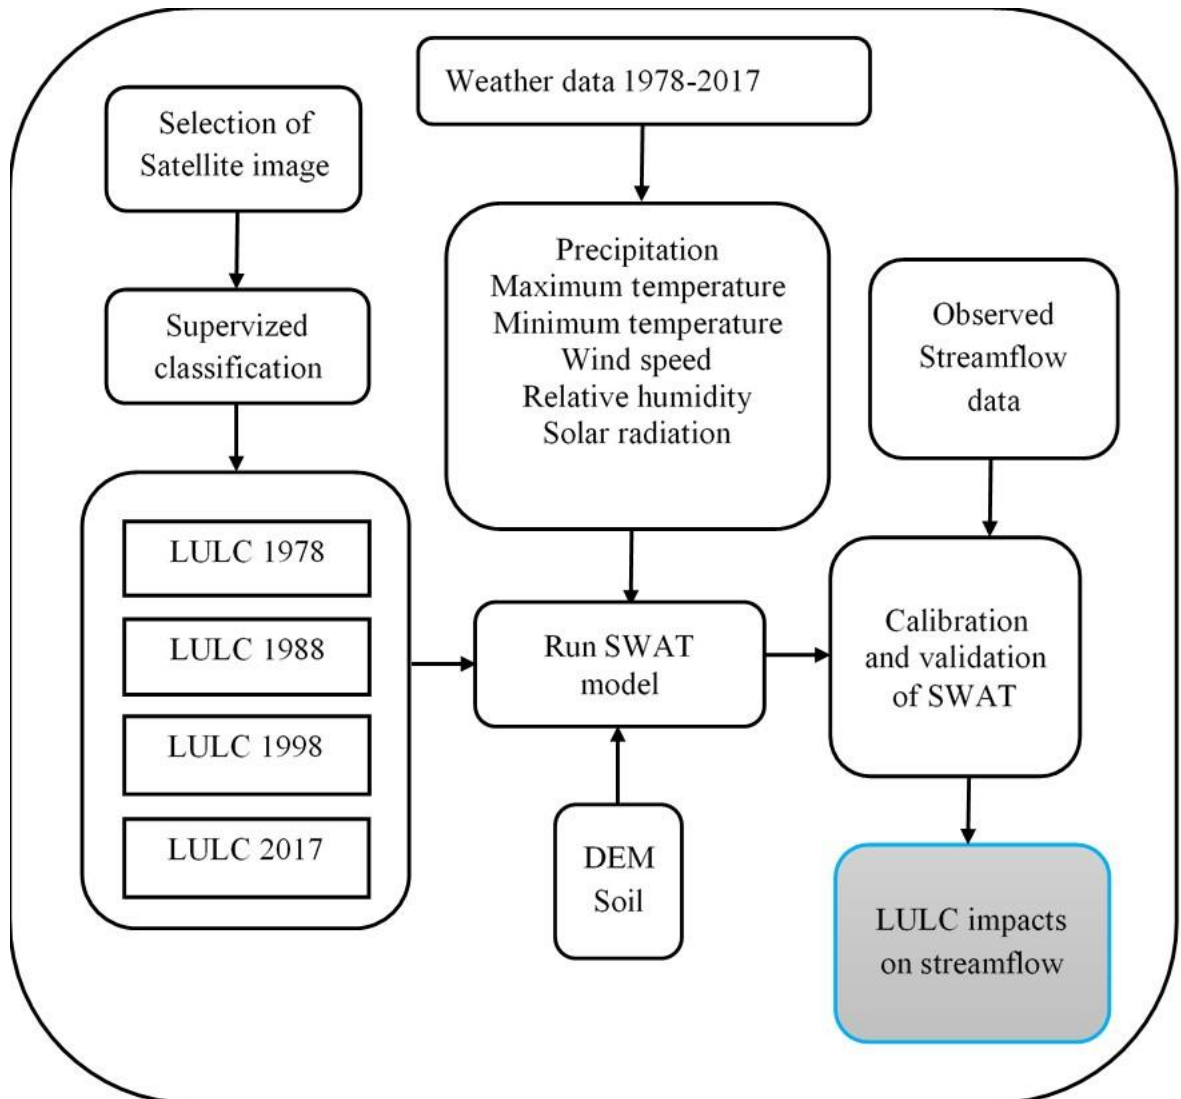 Weather data 1978-2017
Selection of
Satellite image
Precipitation
Maximum temperature
Minimum temperature
Wind speed
Relative humidity
Solar radiation
Supervized
classification
Observed
Streamflow
data
LULC 1978
LULC 1988
LULC 1998
LULC 2017
Run SWAT
model
Calibration
and validation
of SWAT
DEM
Soil
LULC impacts
on streamflow